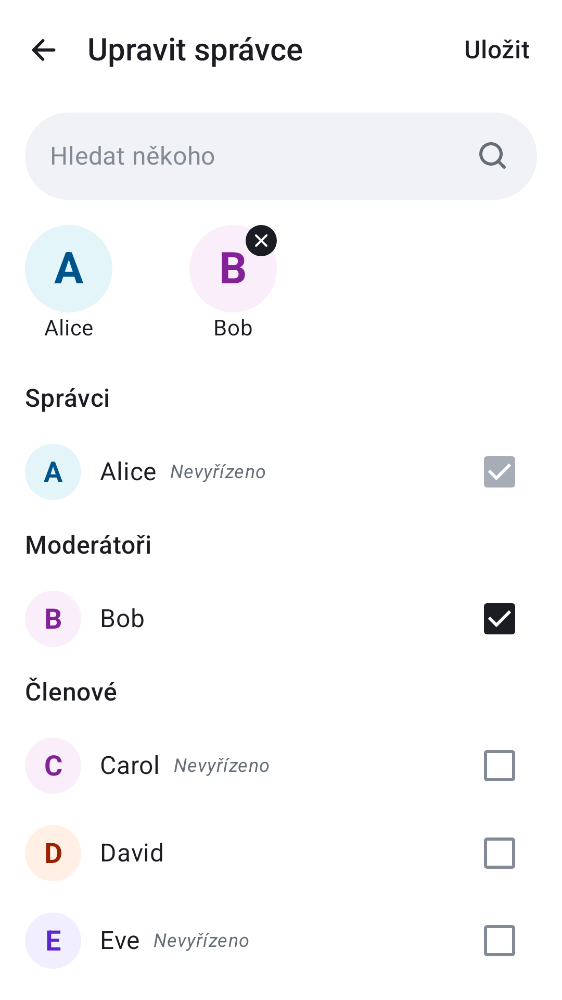 Upravit správce
Uložit
Hledat někoho
A
B
Alice
Bob
Správci
A
Alice Nevyřízeno
Moderátoři
B
Bob
Členové
C
Carol Nevyřízeno
D
David
E
Eve Nevyřízeno